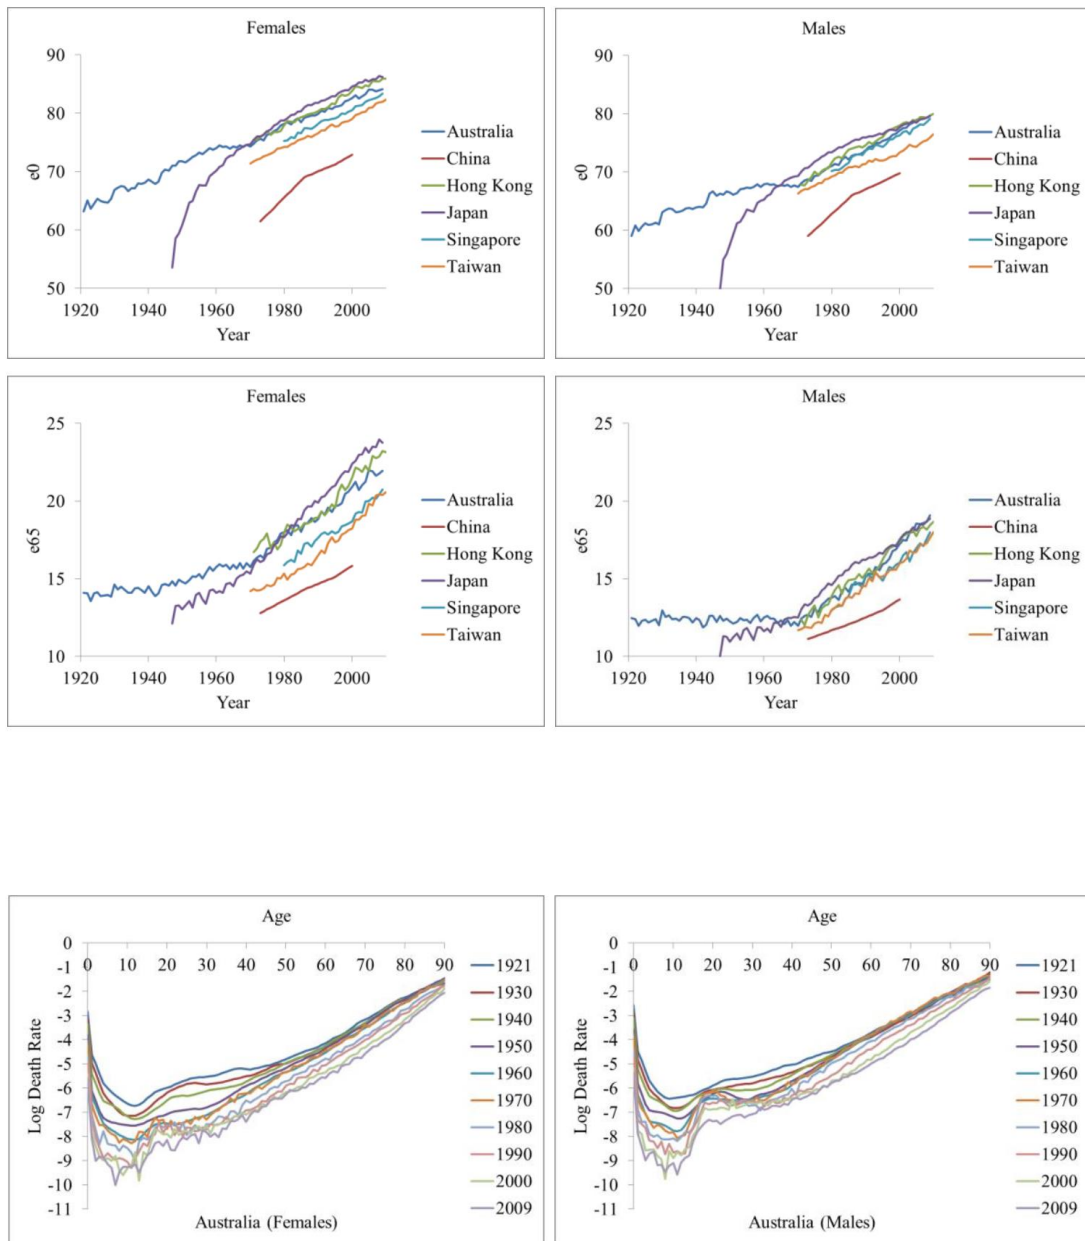 Females
90
80
70
60
50
e0
1920 1940 1960 1980 2000
Year
Australia
China
Hong Kong
Japan
Singapore
Taiwan
Males
90
80
70
60
50
e0
1920 1940 1960 1980 2000
Year
Australia
China
Hong Kong
Japan
Singapore
Taiwan
Females
25
20
15
10
e65
1920 1940 1960 1980 2000
Year
Australia
China
Hong Kong
Japan
Singapore
Taiwan
Males
25
20
15
10
e65
1920 1940 1960 1980 2000
Year
Australia
China
Hong Kong
Japan
Singapore
Taiwan
Age
0
-1
-2
-3
-4
-5
-6
-7
-8
-9
-10
-11
Log Death Rate
0 10 20 30 40 50 60 70 80 90
1921
1930
1940
1950
1960
1970
1980
1990
2000
2009
Australia (Females)
Age
0
-1
-2
-3
-4
-5
-6
-7
-8
-9
-10
-11
Log Death Rate
0 10 20 30 40 50 60 70 80 90
1921
1930
1940
1950
1960
1970
1980
1990
2000
2009
Australia (Males)